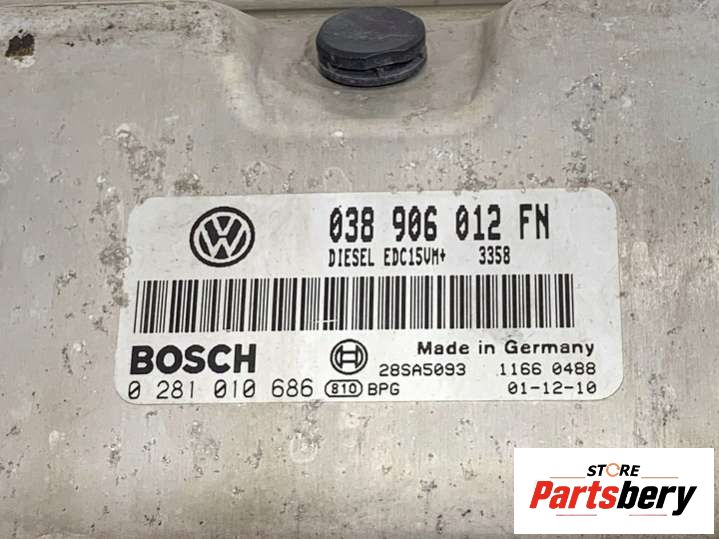 038 906 012 FN
DIESEL EDC15VM+ 3358
BOSCH
Made in Germany
28SA5093 1166 0488
0 281 010 686 810 BPG 01-12-10
STORE
Partsbery